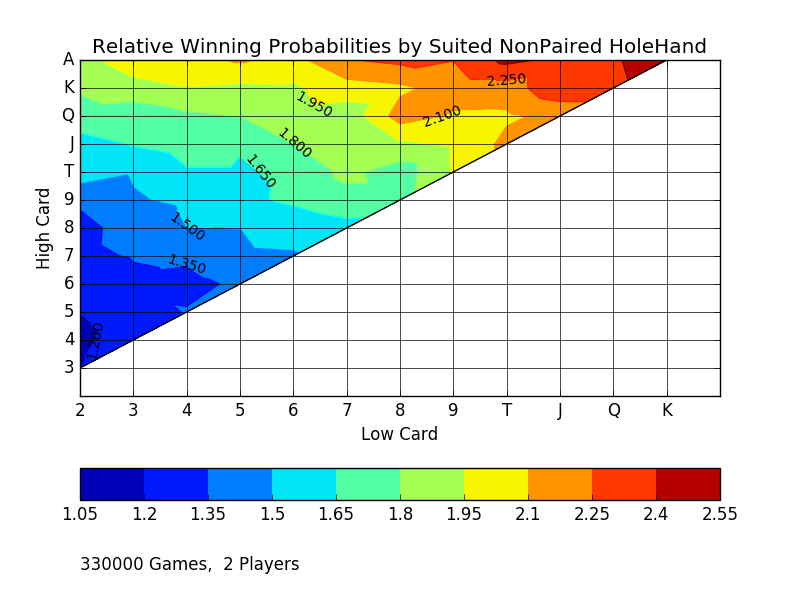 Relative Winning Probabilities by Suited NonPaired HoleHand
A
K
Q
J
T
9
8
7
6
5
4
3
High Card
2.250
1.950
2.100
1.800
1.650
1.500
1.350
1.200
2 3 4 5 6 7 8 9 T J Q K
Low Card
1.05 1.2 1.35 1.5 1.65 1.8 1.95 2.1 2.25 2.4 2.55
330000 Games,  2 Players